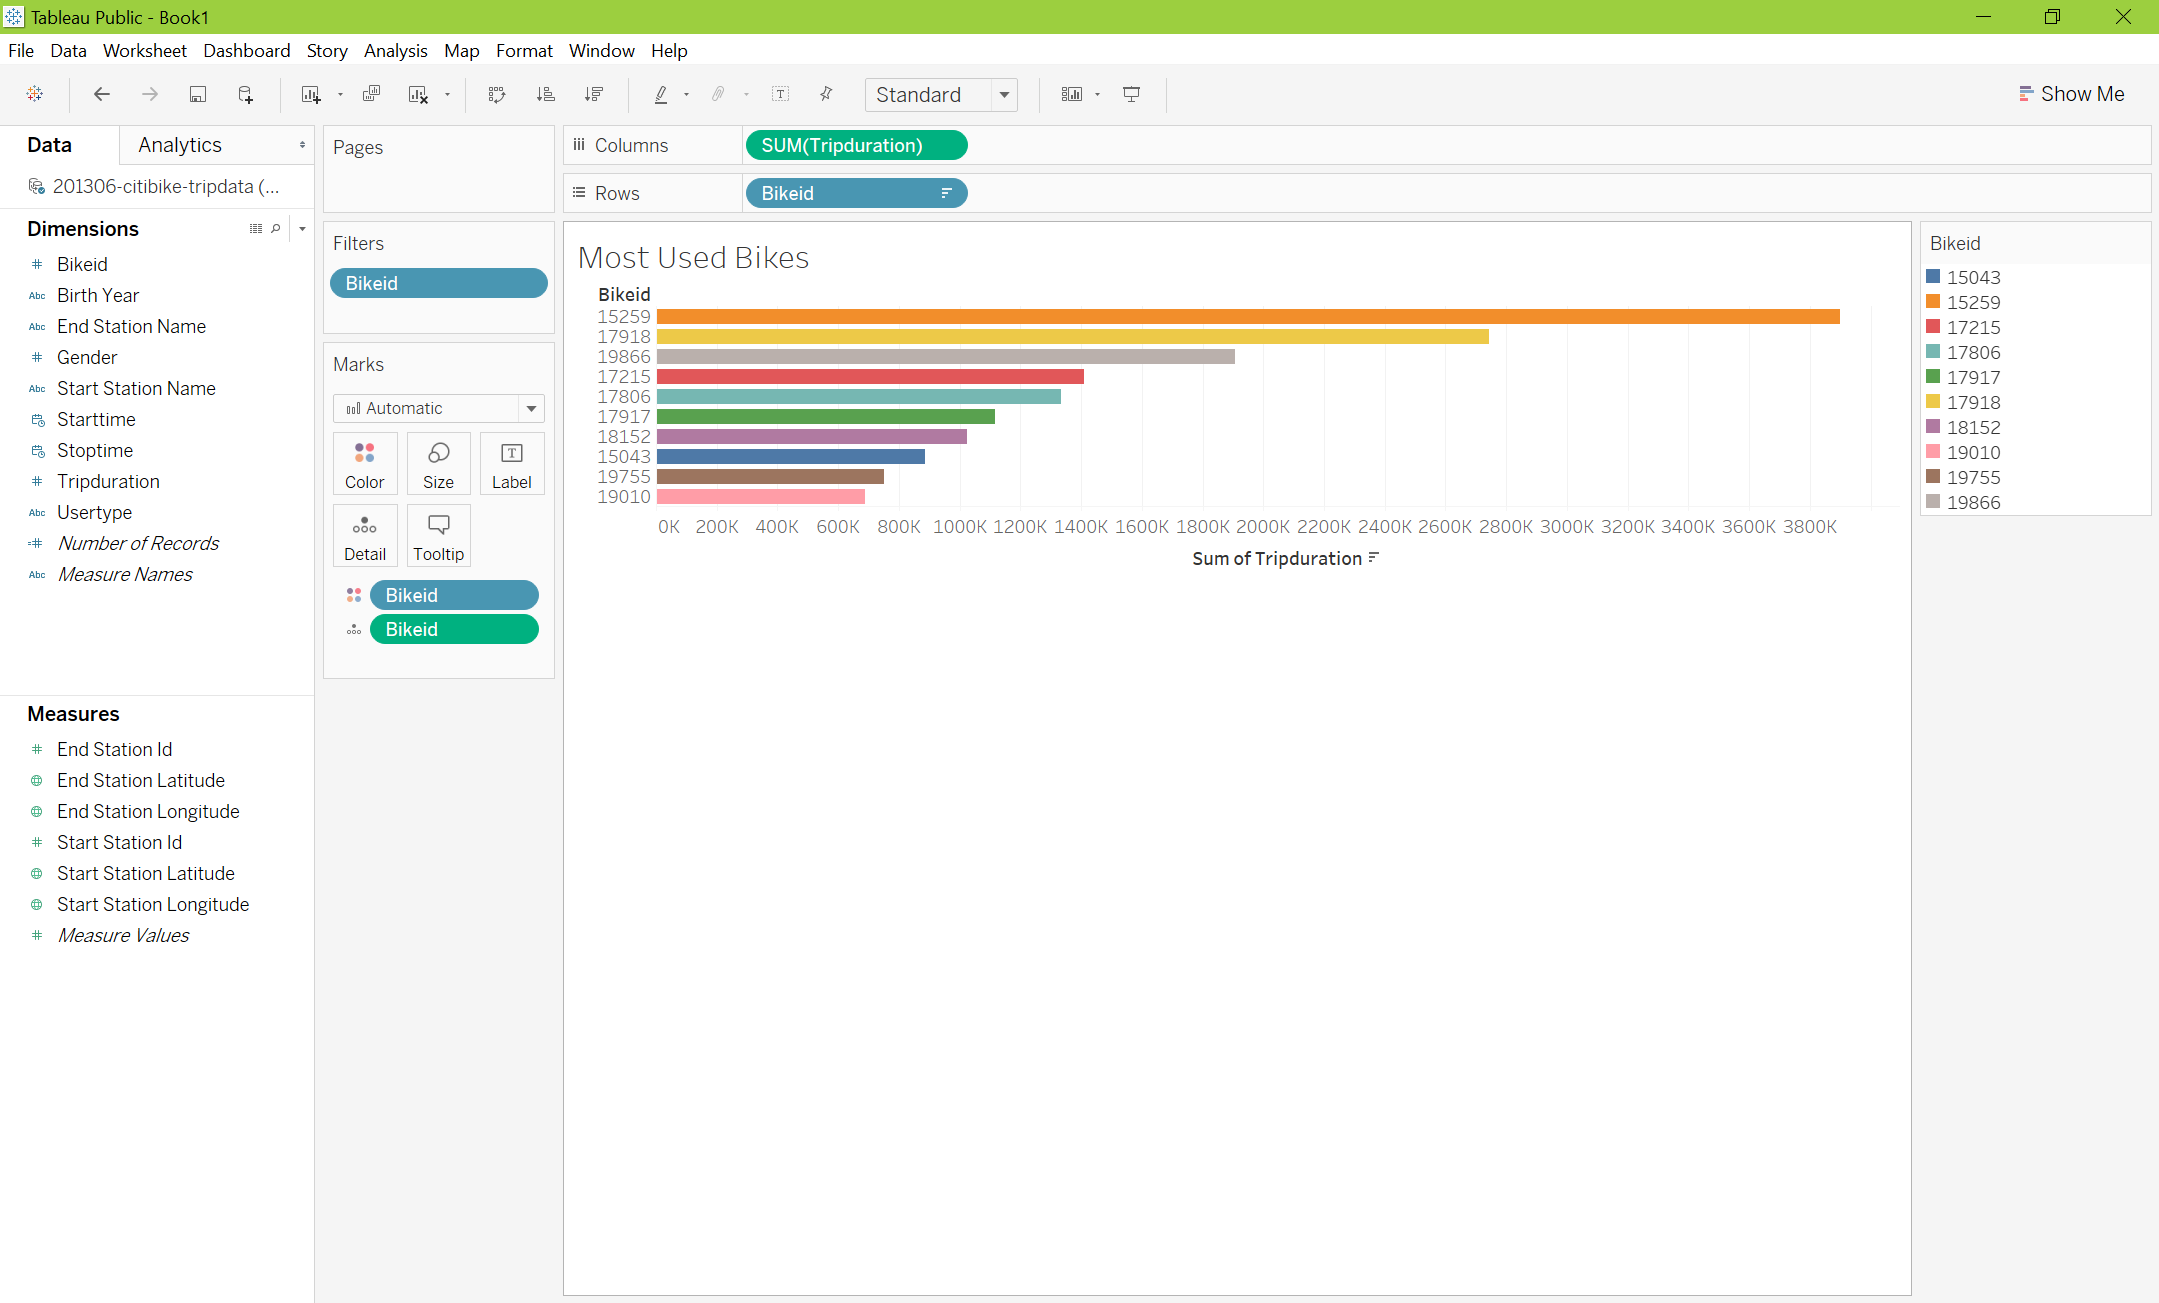 Tableau Public - Book1
File Data Worksheet Dashboard Story Analysis Map Format Window Help
Standard
Show Me
Data Analytics
201306-citibike-tripdata (...
Dimensions
# Bikeid
Abc Birth Year
Abc End Station Name
# Gender
Abc Start Station Name
Starttime
Stoptime
# Tripduration
Abc Usertype
=# Number of Records
Abc Measure Names
Measures
# End Station Id
End Station Latitude
End Station Longitude
# Start Station Id
Start Station Latitude
Start Station Longitude
# Measure Values
Pages
Filters
Bikeid
Marks
Automatic
Color Size Label
Detail Tooltip
Bikeid
Bikeid
Columns SUM(Tripduration)
Rows Bikeid
Most Used Bikes
Bikeid
15259
17918
19866
17215
17806
17917
18152
15043
19755
19010
0K 200K 400K 600K 800K 1000K 1200K 1400K 1600K 1800K 2000K 2200K 2400K 2600K 2800K 3000K 3200K 3400K 3600K 3800K
Sum of Tripduration
Bikeid
15043
15259
17215
17806
17917
17918
18152
19010
19755
19866